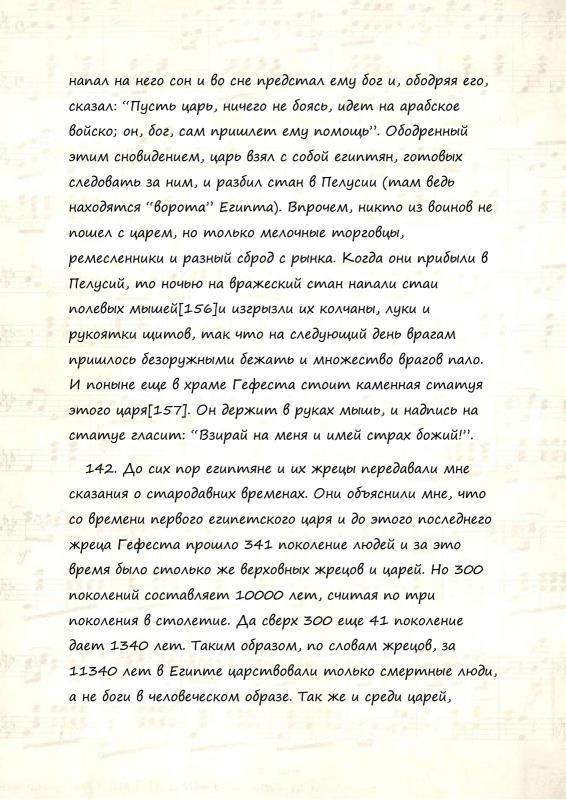 напал на него сон и во сне предстал ему бог и, ободряя его,
сказал: “Пусть царь, ничего не боясь, идет на арабское
войско; он, бог, сам пришлет ему помощь”. Ободренный
этим сновидением, царь взял с собой египтян, готовых
следовать за ним, и разбил стан в Пелусии (там ведь
находятся “ворота” Египта). Впрочем, никто из воинов не
пошел с царем, но только мелочные торговцы,
ремесленники и разный сброд с рынка. Когда они прибыли в
Пелусий, то ночью на вражеский стан напали стаи
полевых мышей[156]и изгрызли их колчаны, луки и
рукоятки щитов, так что на следующий день врагам
пришлось безоружными бежать и множество врагов пало.
И поныне еще в храме Гефеста стоит каменная статуя
этого царя[157]. Он держит в руках мышь, и надпись на
статуе гласит: “Взирай на меня и имей страх божий!”.
142. До сих пор египтяне и их жрецы передавали мне
сказания о стародавних временах. Они объяснили мне, что
со времени первого египетского царя и до этого последнего
жреца Гефеста прошло 341 поколение людей и за это
время было столько же верховных жрецов и царей. Но 300
поколений составляет 10000 лет, считая по три
поколения в столетие. Да сверх 300 еще 41 поколение
дает 1340 лет. Таким образом, по словам жрецов, за
11340 лет в Египте царствовали только смертные люди,
а не боги в человеческом образе. Так же и среди царей,